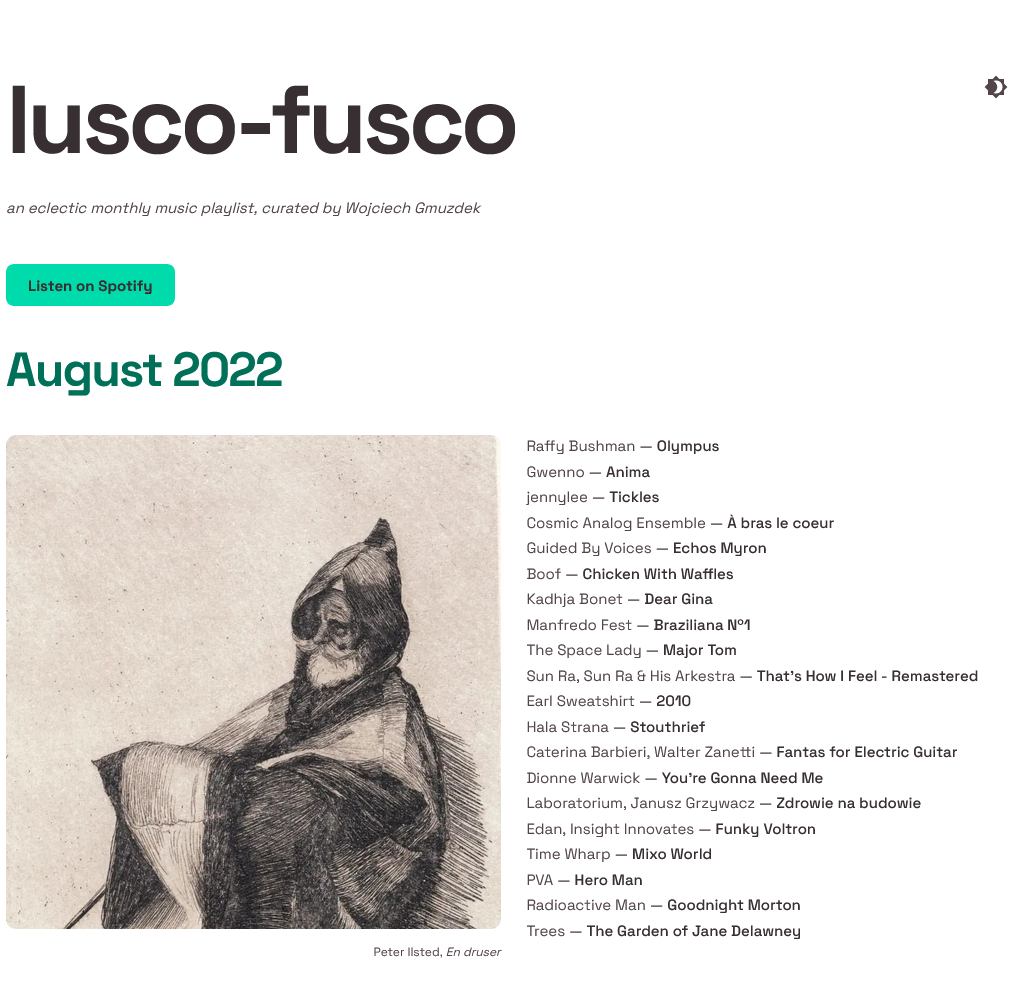 lusco-fusco
an eclectic monthly music playlist, curated by Wojciech Gmuzdek
Listen on Spotify
August 2022
Raffy Bushman — Olympus
Gwenno — Anima
jennylee — Tickles
Cosmic Analog Ensemble — À bras le coeur
Guided By Voices — Echos Myron
Boof — Chicken With Waffles
Kadhja Bonet — Dear Gina
Manfredo Fest — Braziliana Nº1
The Space Lady — Major Tom
Sun Ra, Sun Ra & His Arkestra — That's How I Feel - Remastered
Earl Sweatshirt — 2010
Hala Strana — Stouthrief
Caterina Barbieri, Walter Zanetti — Fantas for Electric Guitar
Dionne Warwick — You're Gonna Need Me
Laboratorium, Janusz Grzywacz — Zdrowie na budowie
Edan, Insight Innovates — Funky Voltron
Time Wharp — Mixo World
PVA — Hero Man
Radioactive Man — Goodnight Morton
Trees — The Garden of Jane Delawney
Peter Ilsted, En druser